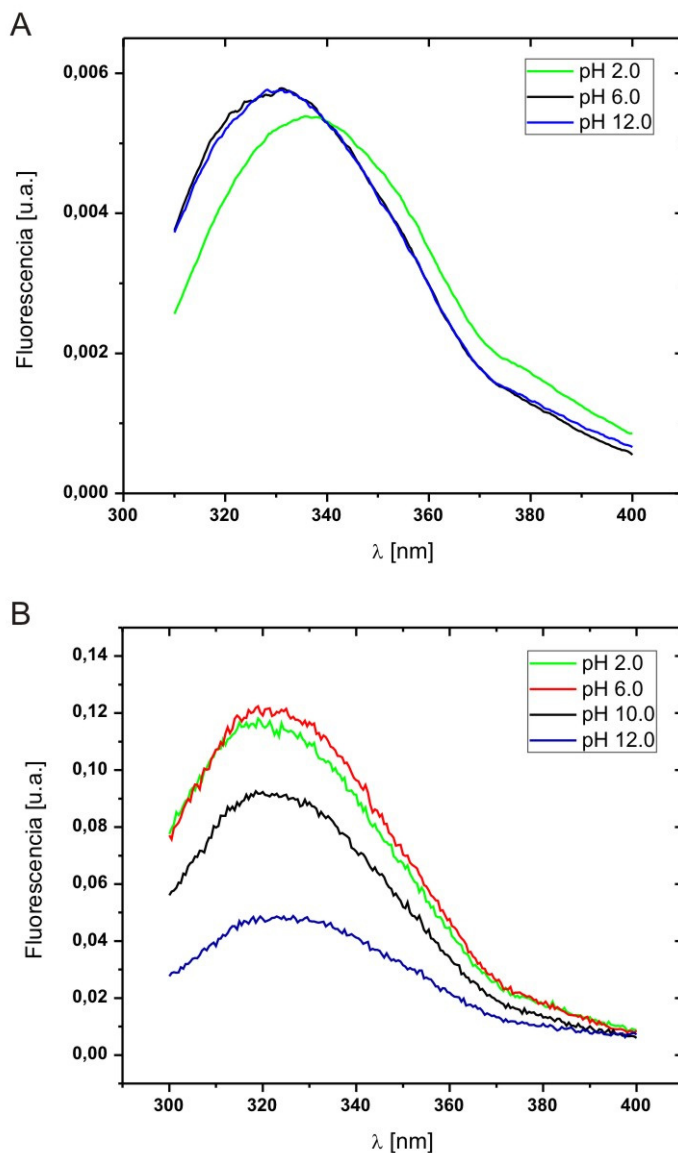 A
0,006
0,004
0,002
0,000
Fluorescencia [u.a.]
pH 2.0
pH 6.0
pH 12.0
300 320 340 360 380 400
λ [nm]
B
0,14
0,12
0,10
0,08
0,06
0,04
0,02
0,00
Fluorescencia [u.a.]
pH 2.0
pH 6.0
pH 10.0
pH 12.0
300 320 340 360 380 400
λ [nm]